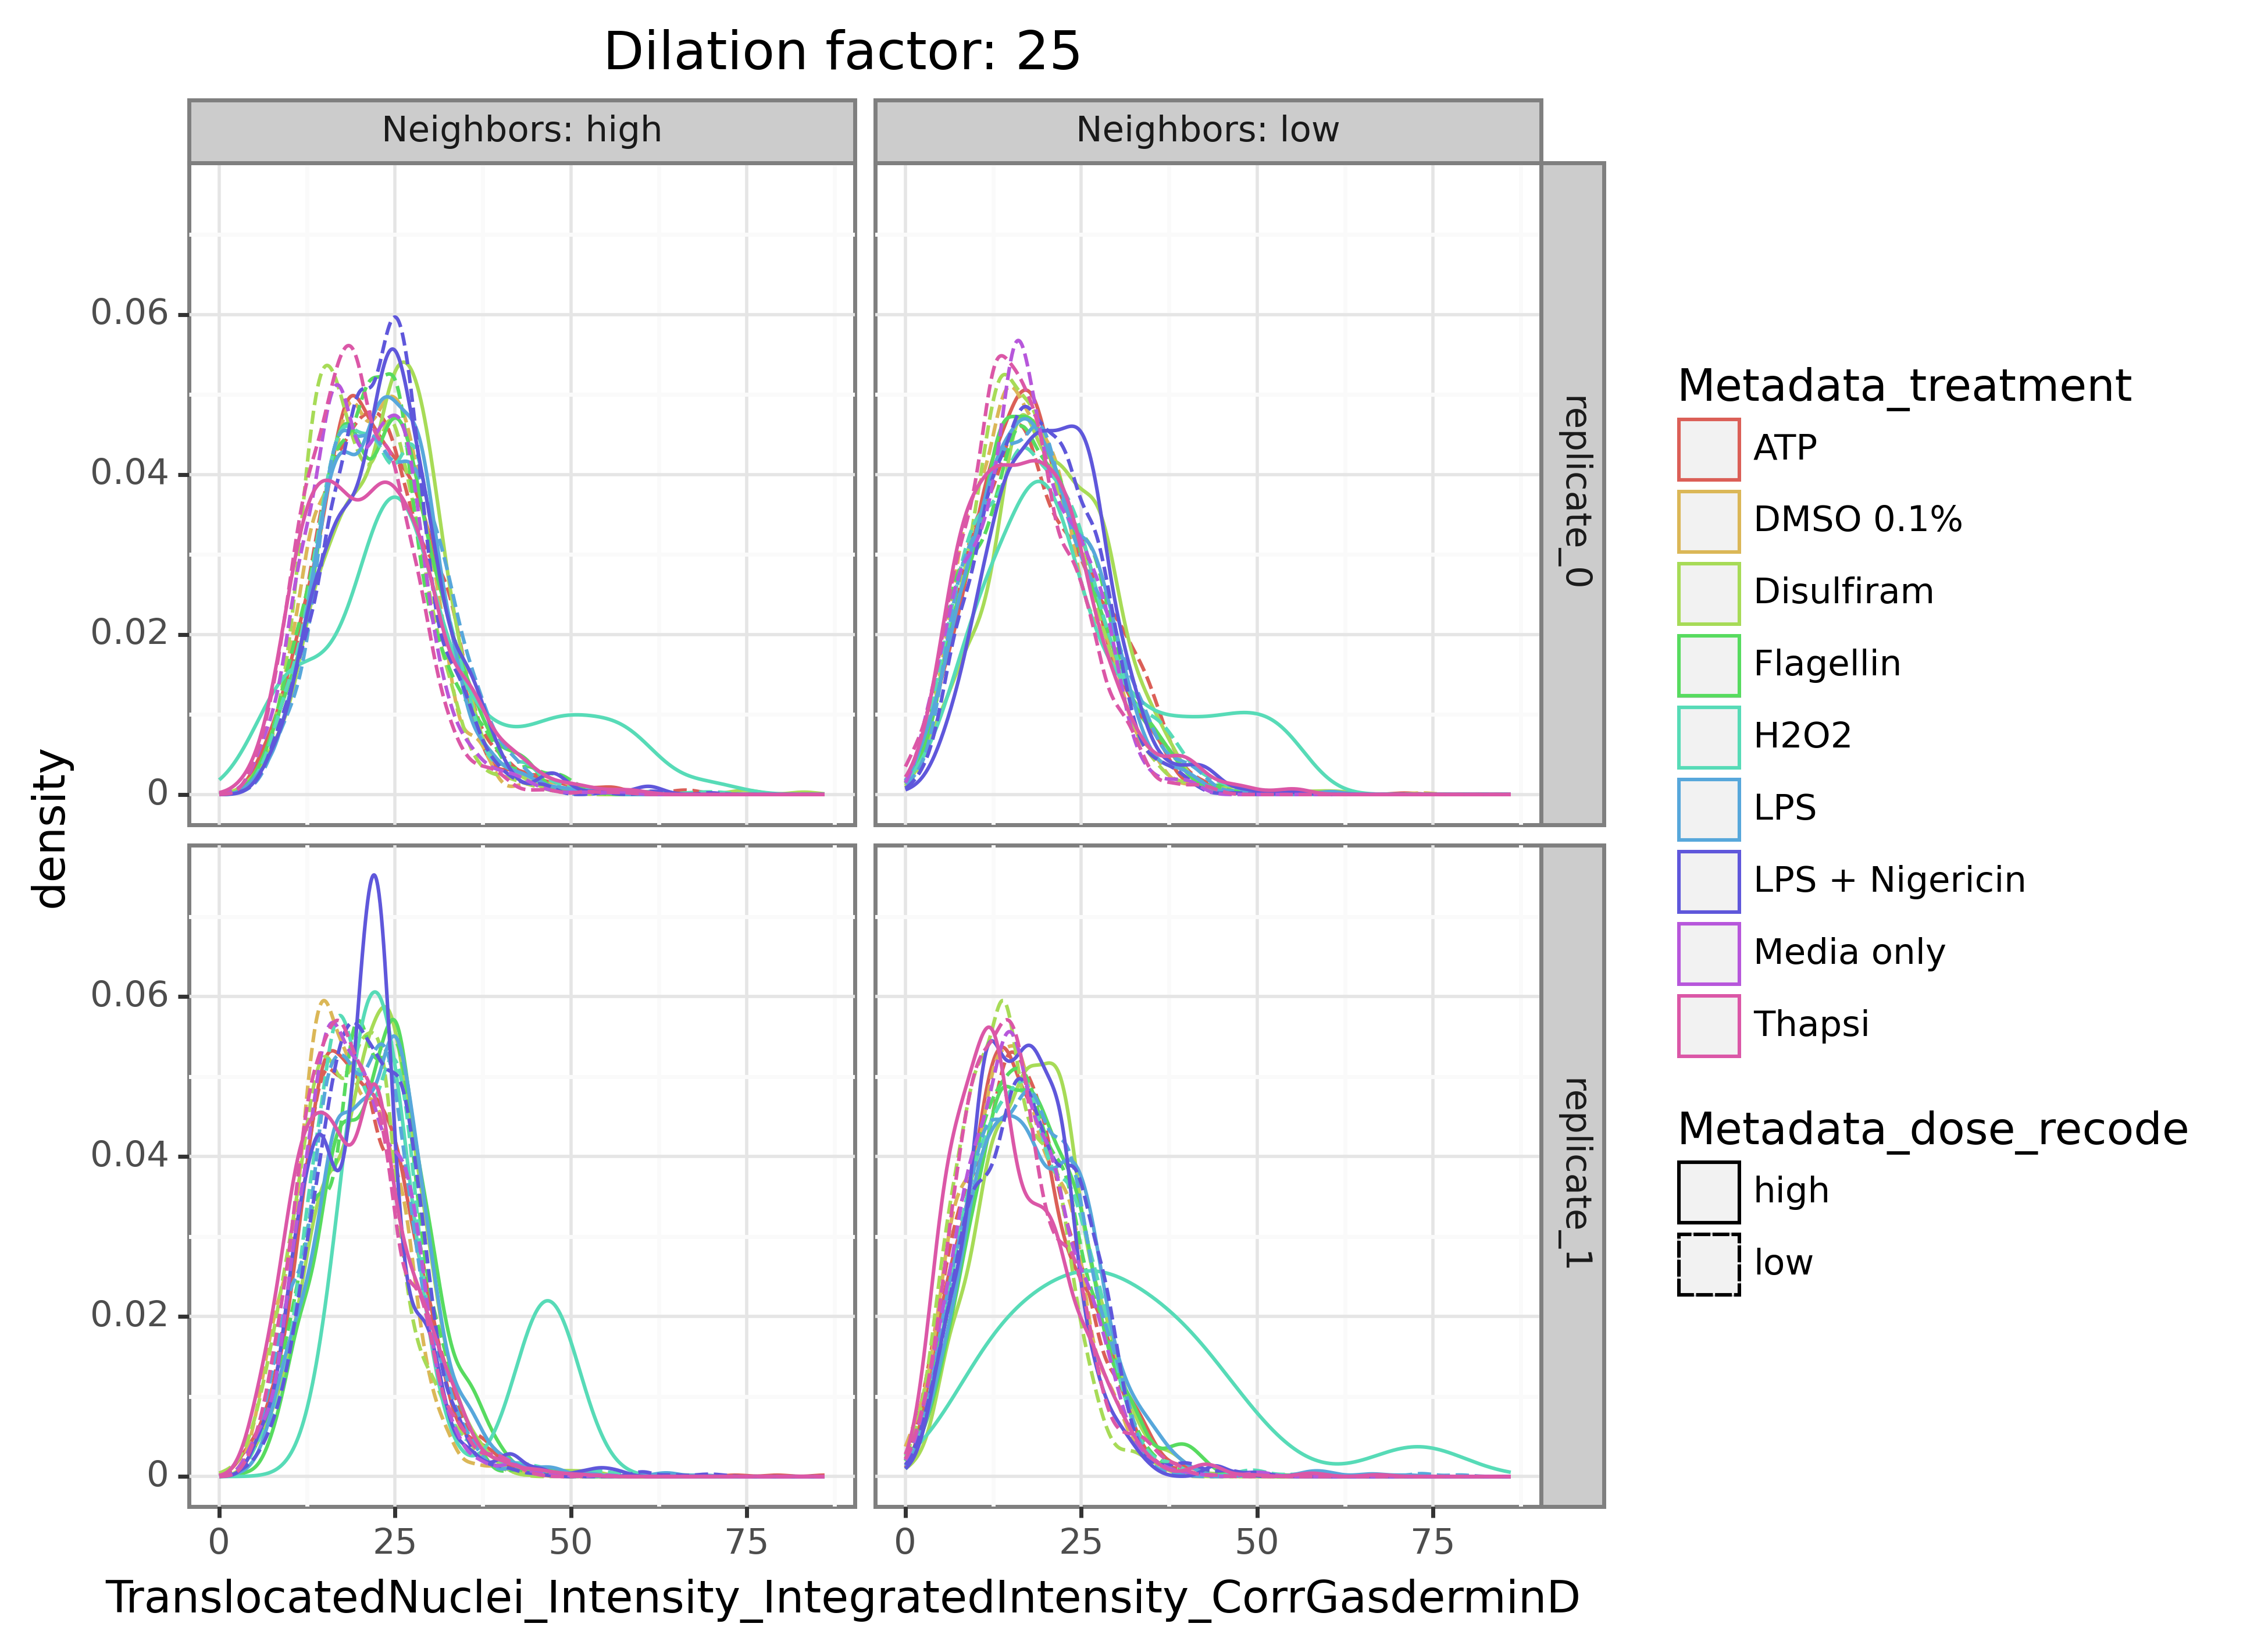 Dilation factor: 25
Neighbors: high
Neighbors: low
0.06
0.04
0.02
0
replicate_0
density
0.06
0.04
0.02
0
replicate_1
0
25
50
75
0
25
50
75
TranslocatedNuclei_Intensity_IntegratedIntensity_CorrGasderminD
Metadata_treatment
ATP
DMSO 0.1%
Disulfiram
Flagellin
H2O2
LPS
LPS + Nigericin
Media only
Thapsi
Metadata_dose_recode
high
low